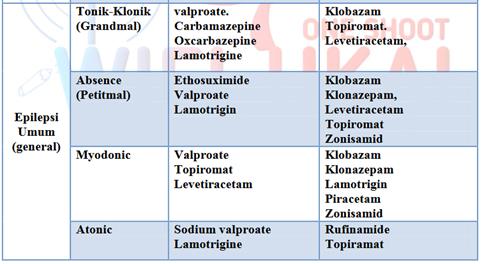 Tonik-Klonik
(Grandmal)
valproate.
Carbamazepine
Oxcarbazepine
Lamotrigine
Klobazam
Topiromat.
Levetiracetam,
ONE SHOOT
Epilepsi
Umum
(general)
Absence
(Petitmal)
Ethosuximide
Valproate
Lamotrigin
Klobazam
Klonazepam,
Levetiracetam
Topiromat
Zonisamid
Myodonic
Valproate
Topiromat
Levetiracetam
Klobazam
Klonazepam
Lamotrigin
Piracetam
Zonisamid
Atonic
Sodium valproate
Lamotrigine
Rufinamide
Topiramat